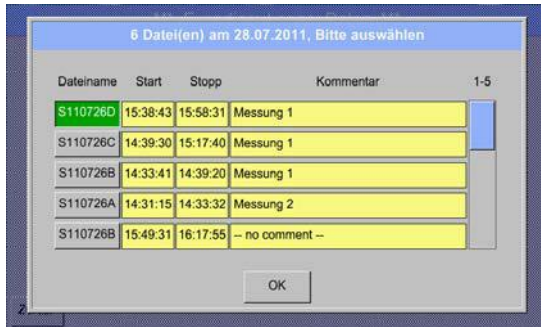 6 Datei(en) am 28.07.2011, Bitte auswählen
Dateiname Start Stopp Kommentar 1-5
S110726D 15:38:43 15:58:31 Messung 1
S110726C 14:39:30 15:17:40 Messung 1
S110726B 14:33:41 14:39:20 Messung 1
S110726A 14:31:15 14:33:32 Messung 2
S110726B 15:49:31 16:17:55 -- no comment --
OK